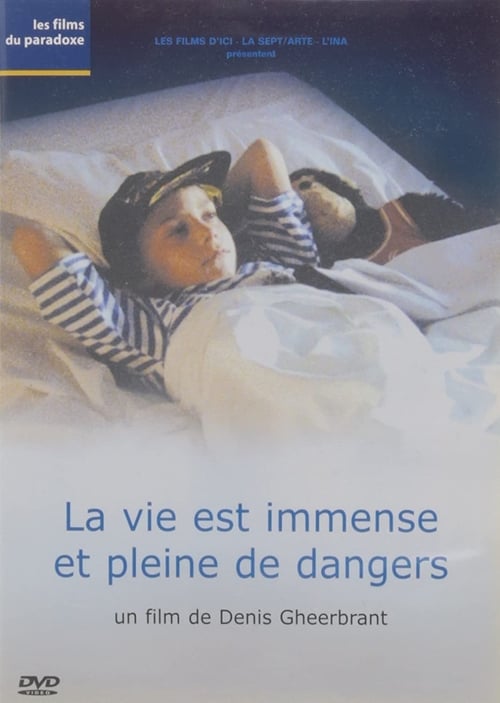 les films
du paradoxe
LES FILMS D'ICI - LA SEPT/ARTE - L'INA
présentent
La vie est immense
et pleine de dangers
un film de Denis Gheerbrant
DVD
VIDEO